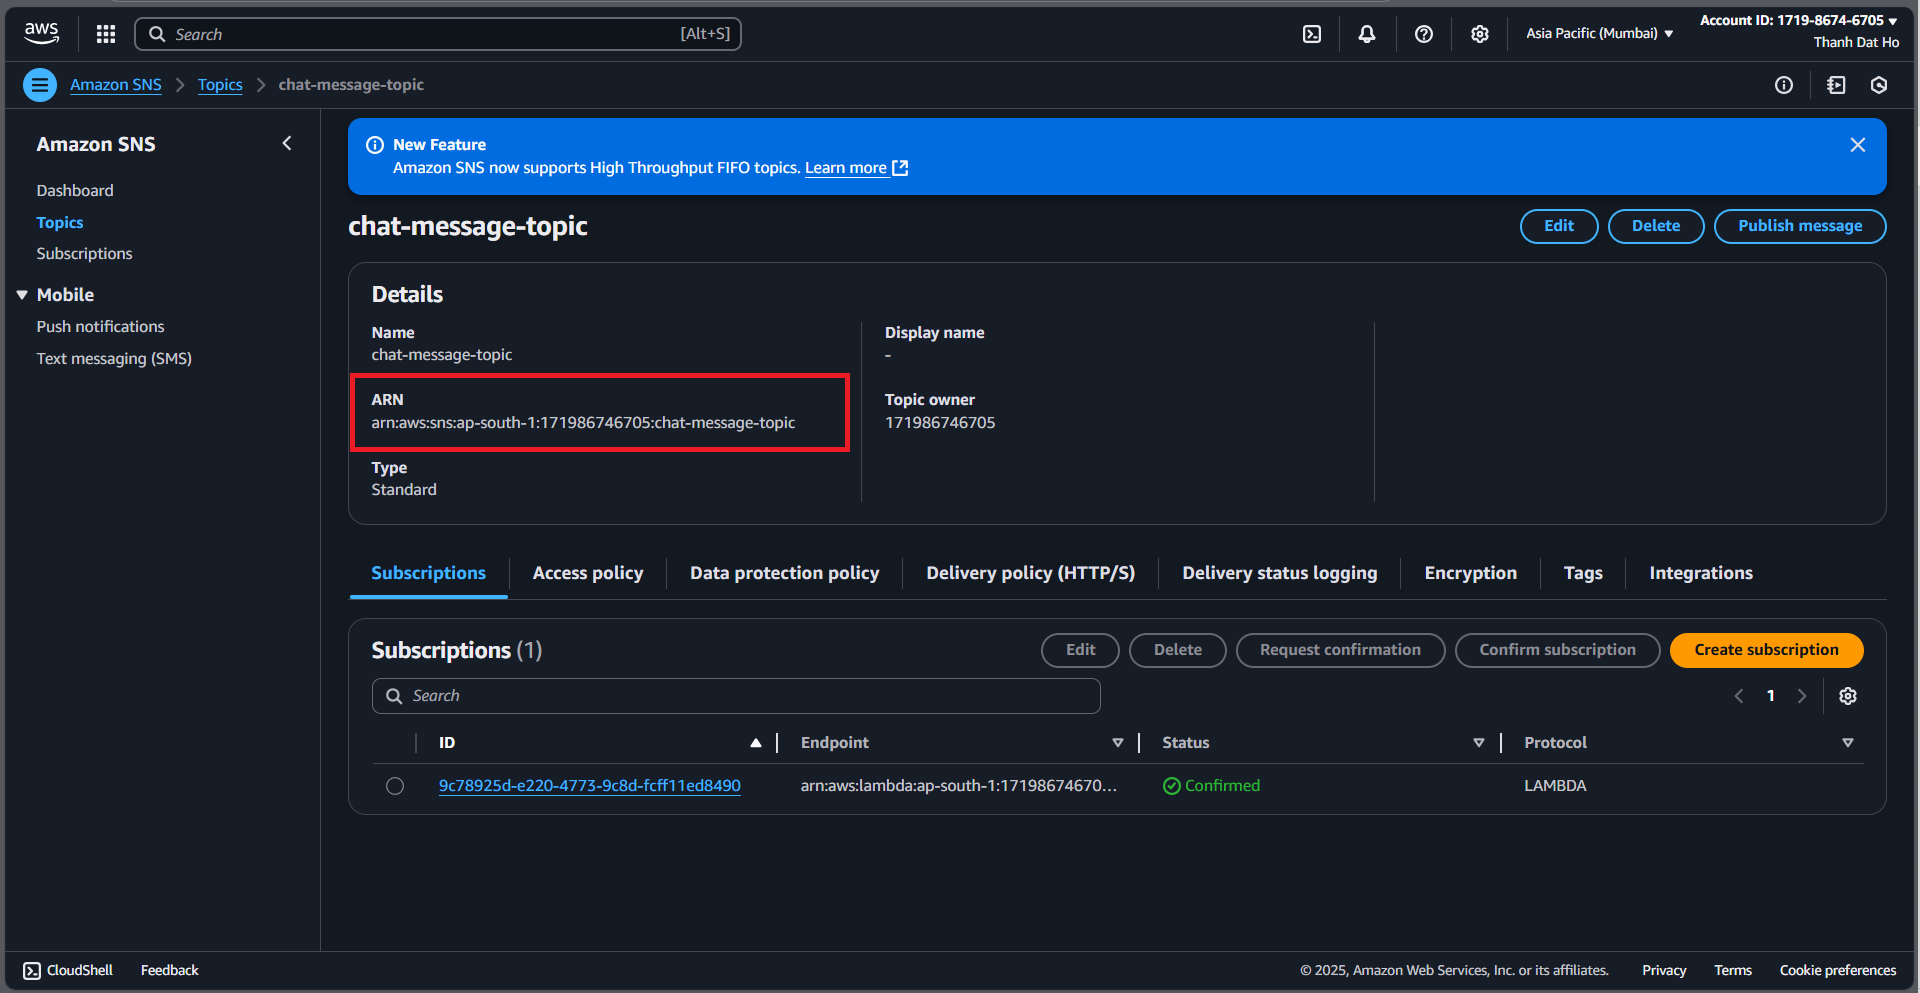 aws
Search [Alt+S]
Asia Pacific (Mumbai)
Account ID: 1719-8674-6705
Thanh Dat Ho
Amazon SNS
Topics
chat-message-topic
Amazon SNS
Dashboard
Topics
Subscriptions
Mobile
Push notifications
Text messaging (SMS)
New Feature
Amazon SNS now supports High Throughput FIFO topics. Learn more
chat-message-topic
Edit
Delete
Publish message
Details
Name
chat-message-topic
ARN
arn:aws:sns:ap-south-1:171986746705:chat-message-topic
Type
Standard
Display name
-
Topic owner
171986746705
Subscriptions
Access policy
Data protection policy
Delivery policy (HTTP/S)
Delivery status logging
Encryption
Tags
Integrations
Subscriptions (1)
Edit
Delete
Request confirmation
Confirm subscription
Create subscription
Search
1
ID
Endpoint
Status
Protocol
9c78925d-e220-4773-9c8d-fcff11ed8490
arn:aws:lambda:ap-south-1:17198674670...
Confirmed
LAMBDA
CloudShell
Feedback
© 2025, Amazon Web Services, Inc. or its affiliates.
Privacy
Terms
Cookie preferences